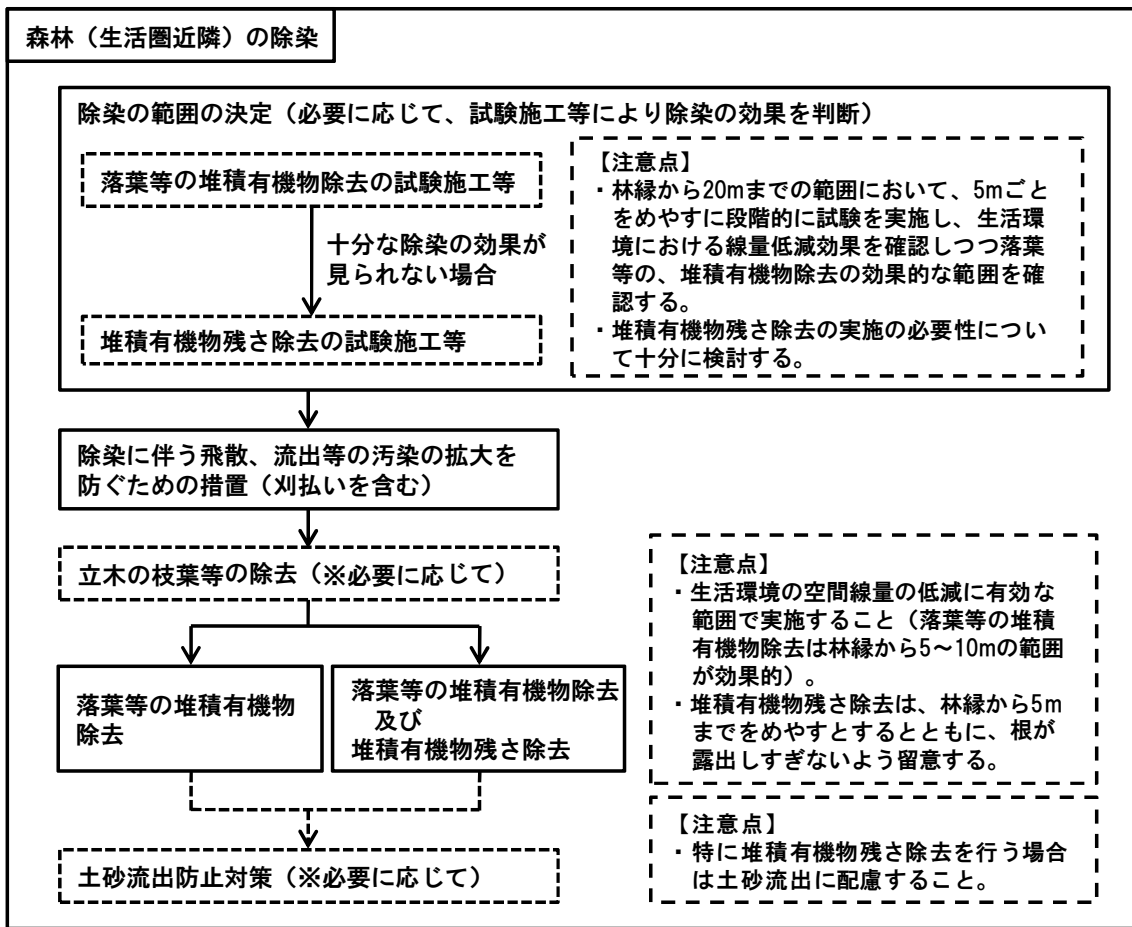 森林（生活圏近隣）の除染
除染の範囲の決定（必要に応じて、試験施工等により除染の効果を判断）
落葉等の堆積有機物除去の試験施工等
十分な除染の効果が
見られない場合
堆積有機物残さ除去の試験施工等
【注意点】
・林縁から20mまでの範囲において、5mごと
をめやすに段階的に試験を実施し、生活環
境における線量低減効果を確認しつつ落葉
等の、堆積有機物除去の効果的な範囲を確
認する。
・堆積有機物残さ除去の実施の必要性につい
て十分に検討する。
除染に伴う飛散、流出等の汚染の拡大を
防ぐための措置（刈払いを含む）
立木の枝葉等の除去（※必要に応じて）
落葉等の堆積有機物
除去
落葉等の堆積有機物除去
及び
堆積有機物残さ除去
土砂流出防止対策（※必要に応じて）
【注意点】
・生活環境の空間線量の低減に有効な
範囲で実施すること（落葉等の堆積
有機物除去は林縁から5～10mの範囲
が効果的）。
・堆積有機物残さ除去は、林縁から5m
までをめやすとするとともに、根が
露出しすぎないよう留意する。
【注意点】
・特に堆積有機物残さ除去を行う場合
は土砂流出に配慮すること。